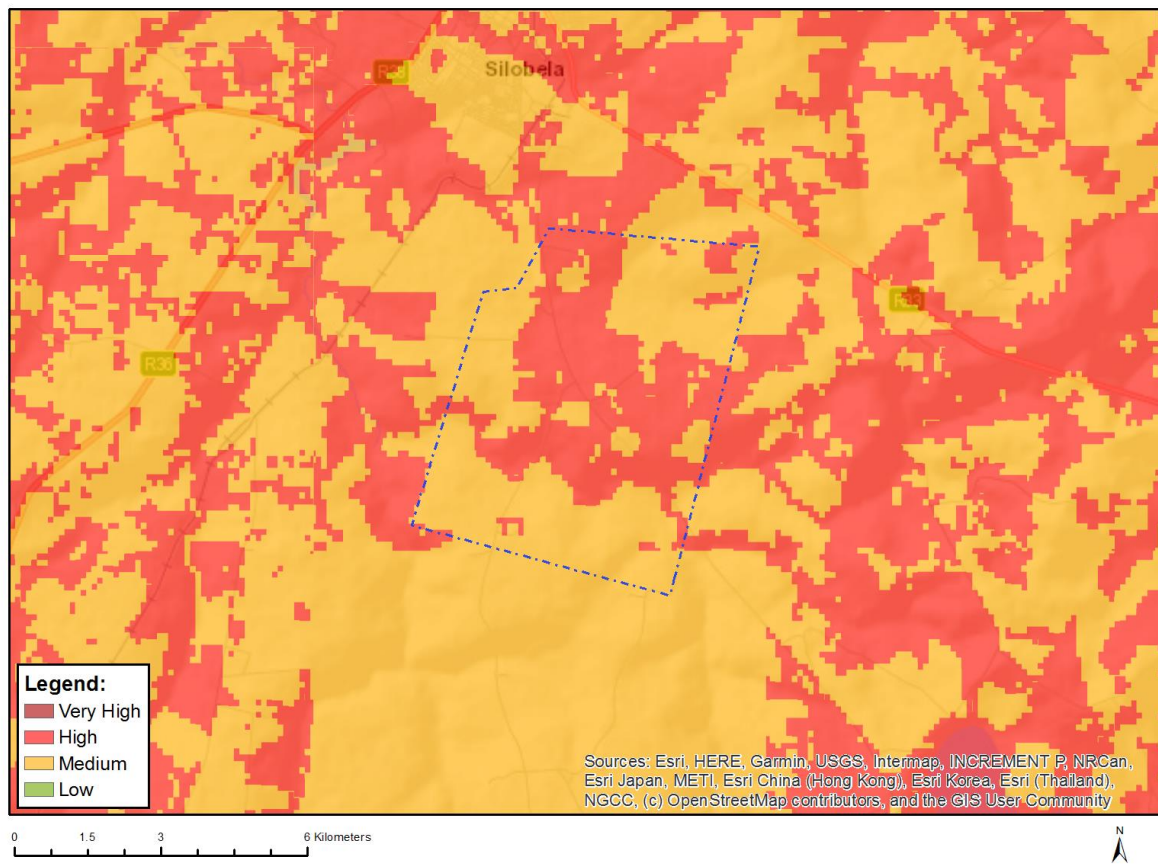 Silobela
R36
Legend:
Very High
High
Medium
Low
Sources: Esri, HERE, Garmin, USGS, Intermap, INCREMENT P, NRCan,
Esri Japan, METI, Esri China (Hong Kong), Esri Korea, Esri (Thailand),
NGCC, (c) OpenStreetMap contributors, and the GIS User Community
0 1.5 3 6 Kilometers
N